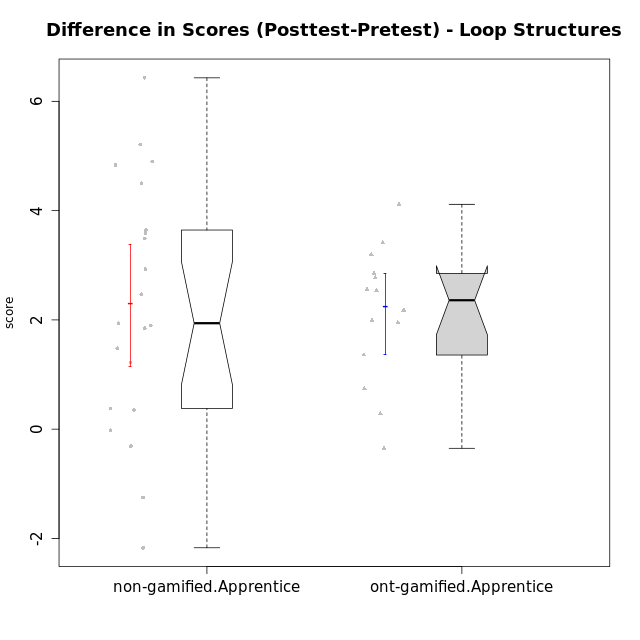 Difference in Scores (Posttest-Pretest) - Loop Structures
score
6
4
2
0
-2
non-gamified.Apprentice
ont-gamified.Apprentice